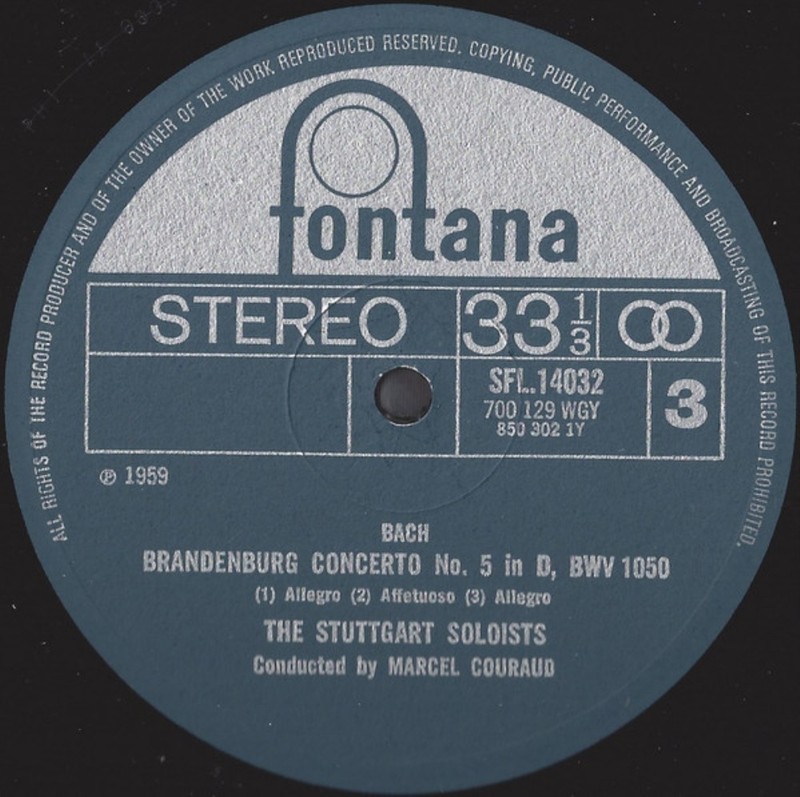 ALL RIGHTS OF THE RECORD PRODUCER AND OF THE OWNER OF THE WORK REPRODUCED RESERVED. COPYING, PUBLIC PERFORMANCE AND BROADCASTING OF THIS RECORD PROHIBITED.
fontana
STEREO 33 1/3
SFL.14032
700 129 WGY
850 302 1Y
3
℗ 1959
BACH
BRANDENBURG CONCERTO No. 5 in D, BWV 1050
(1) Allegro (2) Affetuoso (3) Allegro
THE STUTTGART SOLOISTS
Conducted by MARCEL COURAUD